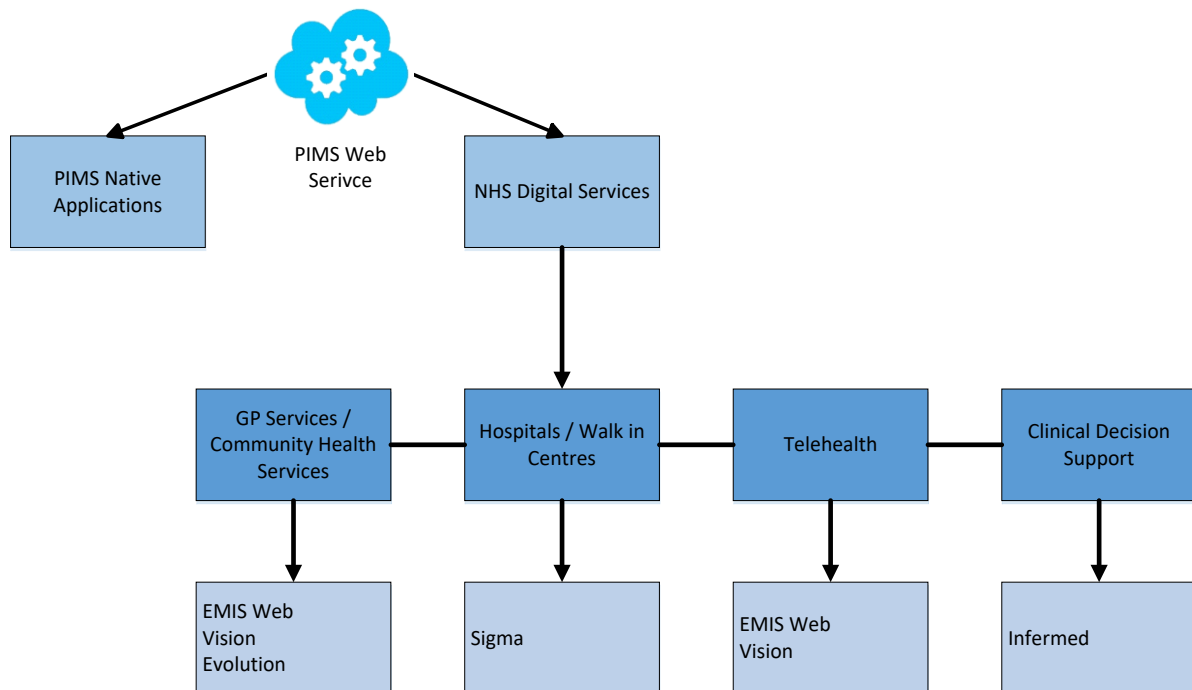 PIMS Web
Serivce
PIMS Native
Applications
NHS Digital Services
GP Services /
Community Health
Services
Hospitals / Walk in
Centres
Telehealth
Clinical Decision
Support
EMIS Web
Vision
Evolution
Sigma
EMIS Web
Vision
Infermed